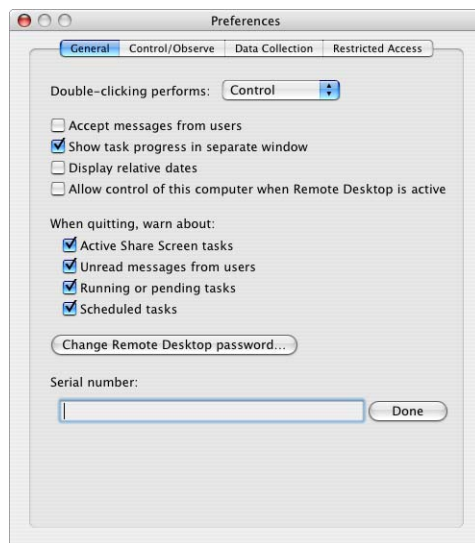 Preferences
General Control/Observe Data Collection Restricted Access
Double-clicking performs: Control
Accept messages from users
Show task progress in separate window
Display relative dates
Allow control of this computer when Remote Desktop is active
When quitting, warn about:
Active Share Screen tasks
Unread messages from users
Running or pending tasks
Scheduled tasks
Change Remote Desktop password...
Serial number:
Done